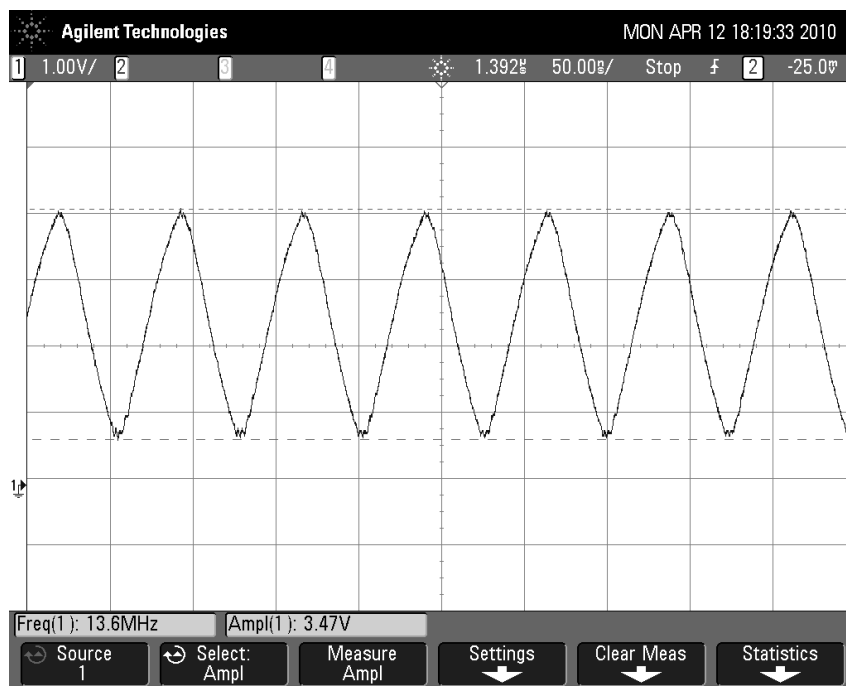 Agilent Technologies MON APR 12 18:19:33 2010
1 1.00V/ 2 3 4 1.392µs 50.00ns/ Stop 2 -25.0mV
1
Freq(1): 13.6MHz Ampl(1): 3.47V
Source Select: Measure Settings Clear Meas Statistics
1 Ampl Ampl